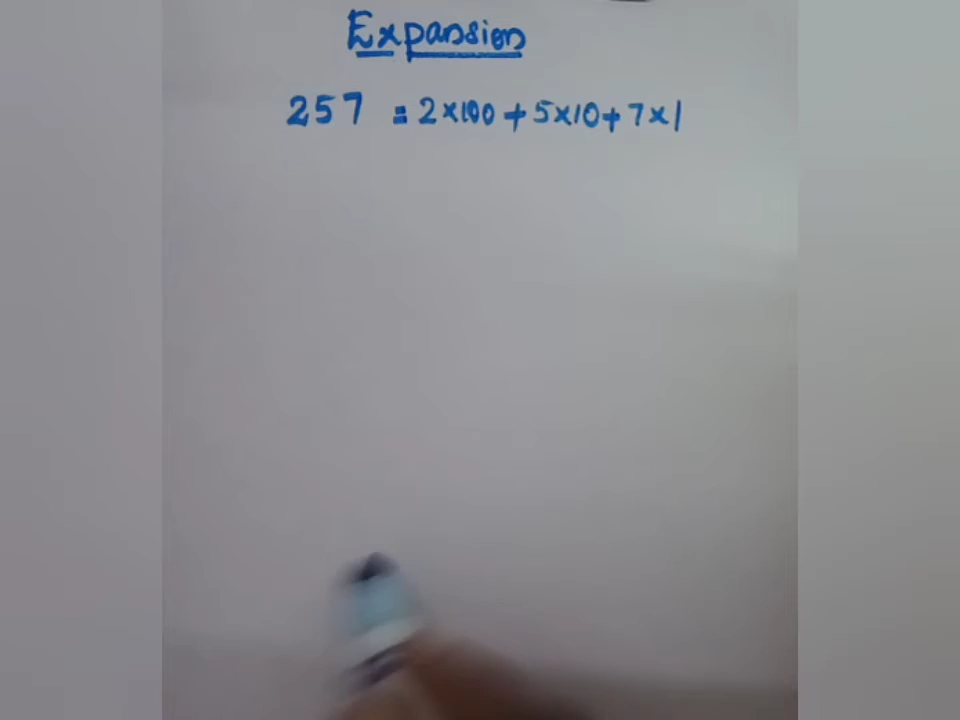 Expansion
257 = 2×100 + 5×10 + 7×1